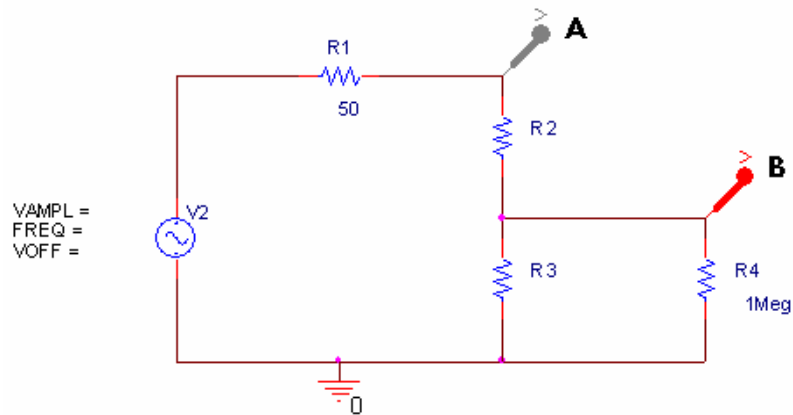 A
R1
50
R2
B
V2
VAMPL =
FREQ =
VOFF =
R3
R4
1Meg
0